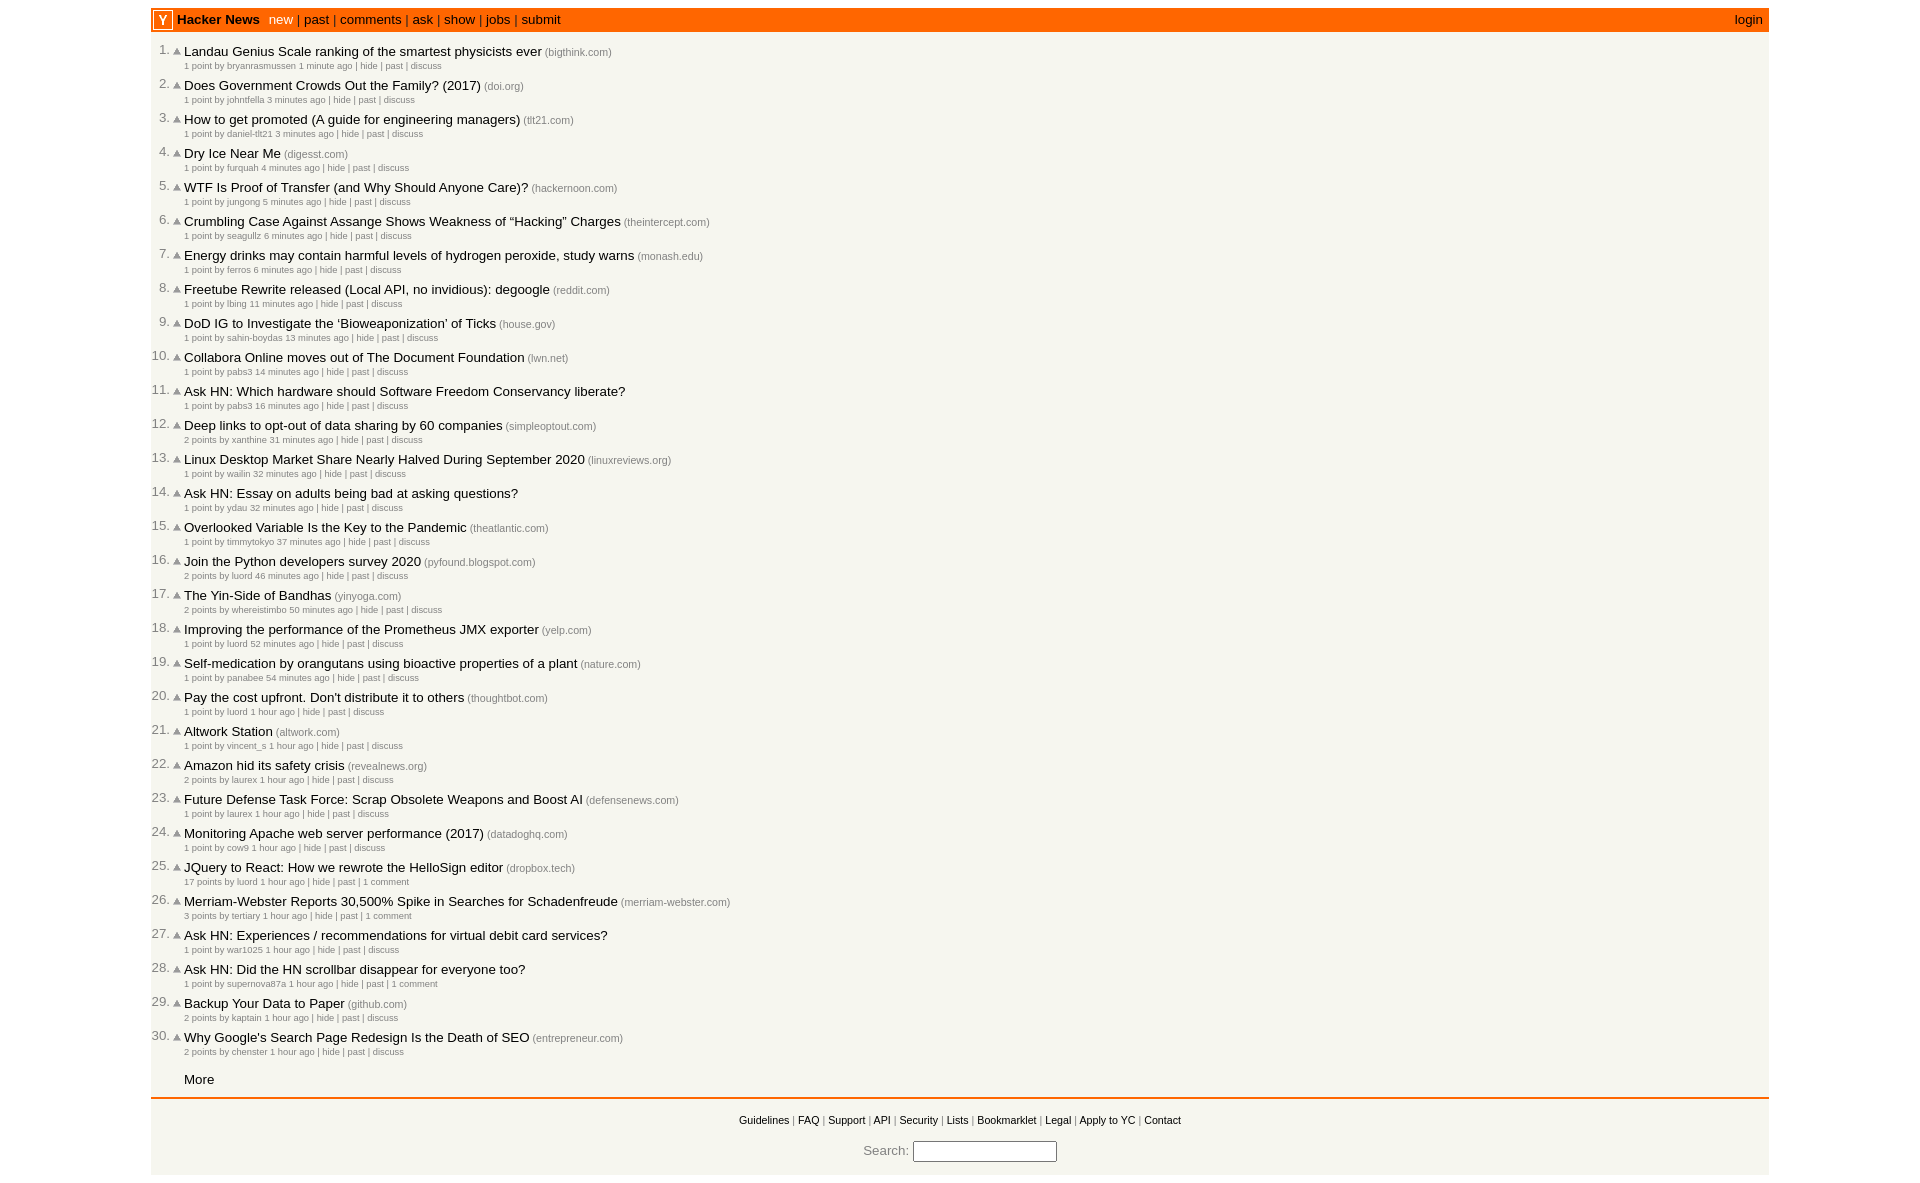 Y Hacker News new | past | comments | ask | show | jobs | submit login
1. Landau Genius Scale ranking of the smartest physicists ever (bigthink.com)
1 point by bryanrasmussen 1 minute ago | hide | past | discuss
2. Does Government Crowds Out the Family? (2017) (doi.org)
1 point by johntfella 3 minutes ago | hide | past | discuss
3. How to get promoted (A guide for engineering managers) (tlt21.com)
1 point by daniel-tlt21 3 minutes ago | hide | past | discuss
4. Dry Ice Near Me (digesst.com)
1 point by furquah 4 minutes ago | hide | past | discuss
5. WTF Is Proof of Transfer (and Why Should Anyone Care)? (hackernoon.com)
1 point by jungong 5 minutes ago | hide | past | discuss
6. Crumbling Case Against Assange Shows Weakness of “Hacking” Charges (theintercept.com)
1 point by seagullz 6 minutes ago | hide | past | discuss
7. Energy drinks may contain harmful levels of hydrogen peroxide, study warns (monash.edu)
1 point by ferros 6 minutes ago | hide | past | discuss
8. Freetube Rewrite released (Local API, no invidious): degoogle (reddit.com)
1 point by lbing 11 minutes ago | hide | past | discuss
9. DoD IG to Investigate the ‘Bioweaponization’ of Ticks (house.gov)
1 point by sahin-boydas 13 minutes ago | hide | past | discuss
10. Collabora Online moves out of The Document Foundation (lwn.net)
1 point by pabs3 14 minutes ago | hide | past | discuss
11. Ask HN: Which hardware should Software Freedom Conservancy liberate?
1 point by pabs3 16 minutes ago | hide | past | discuss
12. Deep links to opt-out of data sharing by 60 companies (simpleoptout.com)
2 points by xanthine 31 minutes ago | hide | past | discuss
13. Linux Desktop Market Share Nearly Halved During September 2020 (linuxreviews.org)
1 point by wailin 32 minutes ago | hide | past | discuss
14. Ask HN: Essay on adults being bad at asking questions?
1 point by ydau 32 minutes ago | hide | past | discuss
15. Overlooked Variable Is the Key to the Pandemic (theatlantic.com)
1 point by timmytokyo 37 minutes ago | hide | past | discuss
16. Join the Python developers survey 2020 (pyfound.blogspot.com)
2 points by luord 46 minutes ago | hide | past | discuss
17. The Yin-Side of Bandhas (yinyoga.com)
2 points by whereistimbo 50 minutes ago | hide | past | discuss
18. Improving the performance of the Prometheus JMX exporter (yelp.com)
1 point by luord 52 minutes ago | hide | past | discuss
19. Self-medication by orangutans using bioactive properties of a plant (nature.com)
1 point by panabee 54 minutes ago | hide | past | discuss
20. Pay the cost upfront. Don't distribute it to others (thoughtbot.com)
1 point by luord 1 hour ago | hide | past | discuss
21. Altwork Station (altwork.com)
1 point by vincent_s 1 hour ago | hide | past | discuss
22. Amazon hid its safety crisis (revealnews.org)
2 points by laurex 1 hour ago | hide | past | discuss
23. Future Defense Task Force: Scrap Obsolete Weapons and Boost AI (defensenews.com)
1 point by laurex 1 hour ago | hide | past | discuss
24. Monitoring Apache web server performance (2017) (datadoghq.com)
1 point by cow9 1 hour ago | hide | past | discuss
25. JQuery to React: How we rewrote the HelloSign editor (dropbox.tech)
17 points by luord 1 hour ago | hide | past | 1 comment
26. Merriam-Webster Reports 30,500% Spike in Searches for Schadenfreude (merriam-webster.com)
3 points by tertiary 1 hour ago | hide | past | 1 comment
27. Ask HN: Experiences / recommendations for virtual debit card services?
1 point by war1025 1 hour ago | hide | past | discuss
28. Ask HN: Did the HN scrollbar disappear for everyone too?
1 point by supernova87a 1 hour ago | hide | past | 1 comment
29. Backup Your Data to Paper (github.com)
2 points by kaptain 1 hour ago | hide | past | discuss
30. Why Google's Search Page Redesign Is the Death of SEO (entrepreneur.com)
2 points by chenster 1 hour ago | hide | past | discuss
More
Guidelines | FAQ | Support | API | Security | Lists | Bookmarklet | Legal | Apply to YC | Contact
Search: